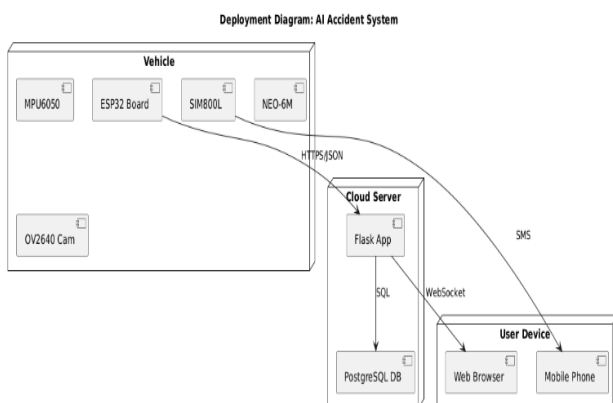 Deployment Diagram: AI Accident System
Vehicle
MPU6050
ESP32 Board
SIM800L
NEO-6M
HTTPS/JSON
Cloud Server
OV2640 Cam
Flask App
SMS
SQL
WebSocket
User Device
PostgreSQL DB
Web Browser
Mobile Phone